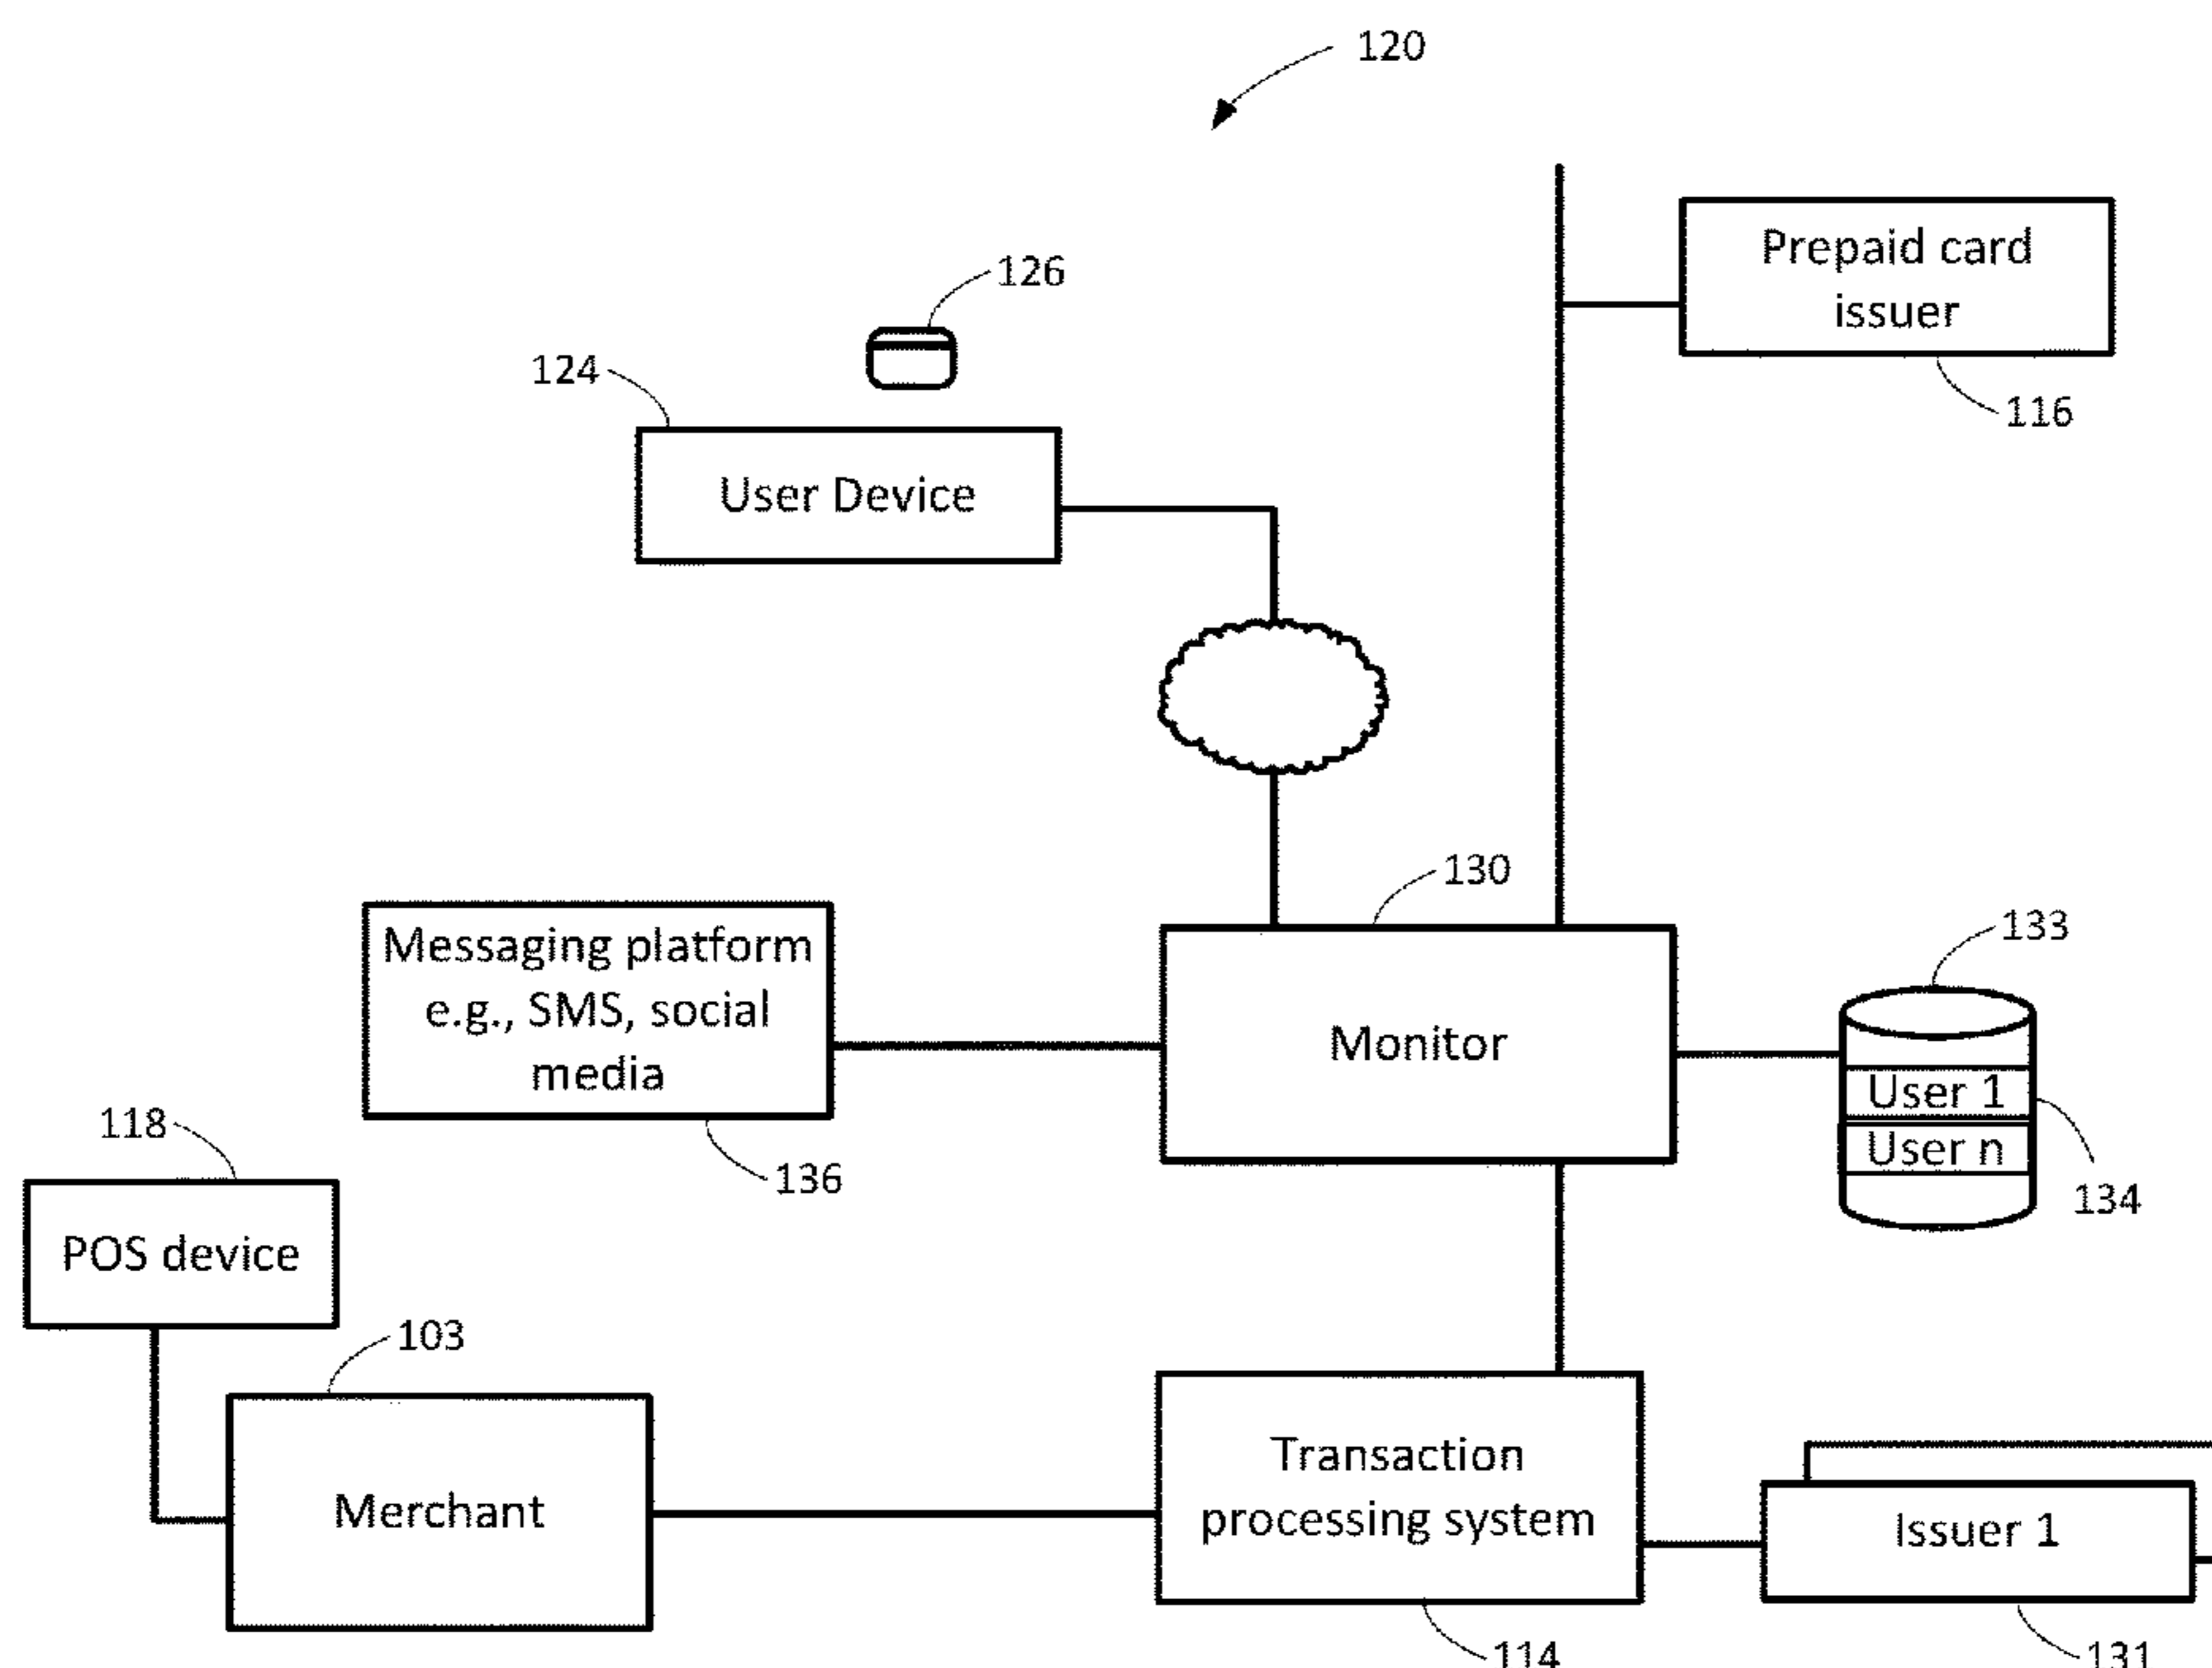 120
Prepaid card
issuer
116
126
124
User Device
130
133
Messaging platform
e.g., SMS, social
media
136
Monitor
User 1
User n
134
118
POS device
103
Merchant
Transaction
processing system
114
Issuer 1
131